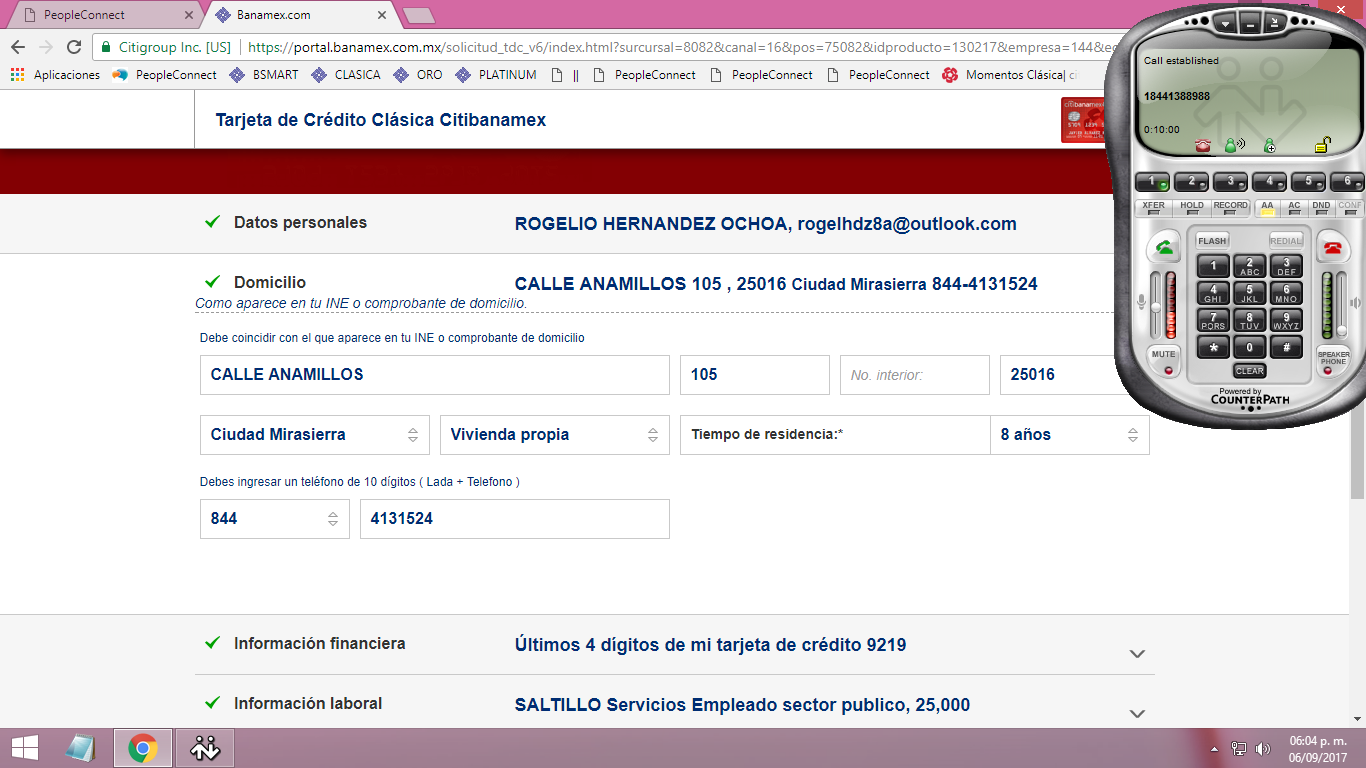 PeopleConnect
Banamex.com
Citigroup Inc. [US]
https://portal.banamex.com.mx/solicitud_tdc_v6/index.html?surcursal=8082&canal=16&pos=75082&idproducto=130217&empresa=144&ec
Aplicaciones
PeopleConnect
BSMART
CLASICA
ORO
PLATINUM
||
PeopleConnect
PeopleConnect
PeopleConnect
Momentos Clásica| ci
Tarjeta de Crédito Clásica Citibanamex
citibanamex
Call established
18441388988
0:10:00
1 2 3 4 5 6
XFER HOLD RECORD AA AC DND CONF
FLASH REDIAL
1 2 ABC 3 DEF
4 GHI 5 JKL 6 MNO
7 PQRS 8 TUV 9 WXYZ
* 0 #
MUTE
CLEAR
SPEAKER PHONE
Powered by
COUNTERPATH
Datos personales
ROGELIO HERNANDEZ OCHOA, rogelhdz8a@outlook.com
Domicilio
CALLE ANAMILLOS 105 , 25016 Ciudad Mirasierra 844-4131524
Como aparece en tu INE o comprobante de domicilio.
Debe coincidir con el que aparece en tu INE o comprobante de domicilio
CALLE ANAMILLOS
105
No. interior:
25016
Ciudad Mirasierra
Vivienda propia
Tiempo de residencia:*
8 años
Debes ingresar un teléfono de 10 dígitos ( Lada + Telefono )
844
4131524
Información financiera
Últimos 4 dígitos de mi tarjeta de crédito 9219
Información laboral
SALTILLO Servicios Empleado sector publico, 25,000
06:04 p. m.
06/09/2017